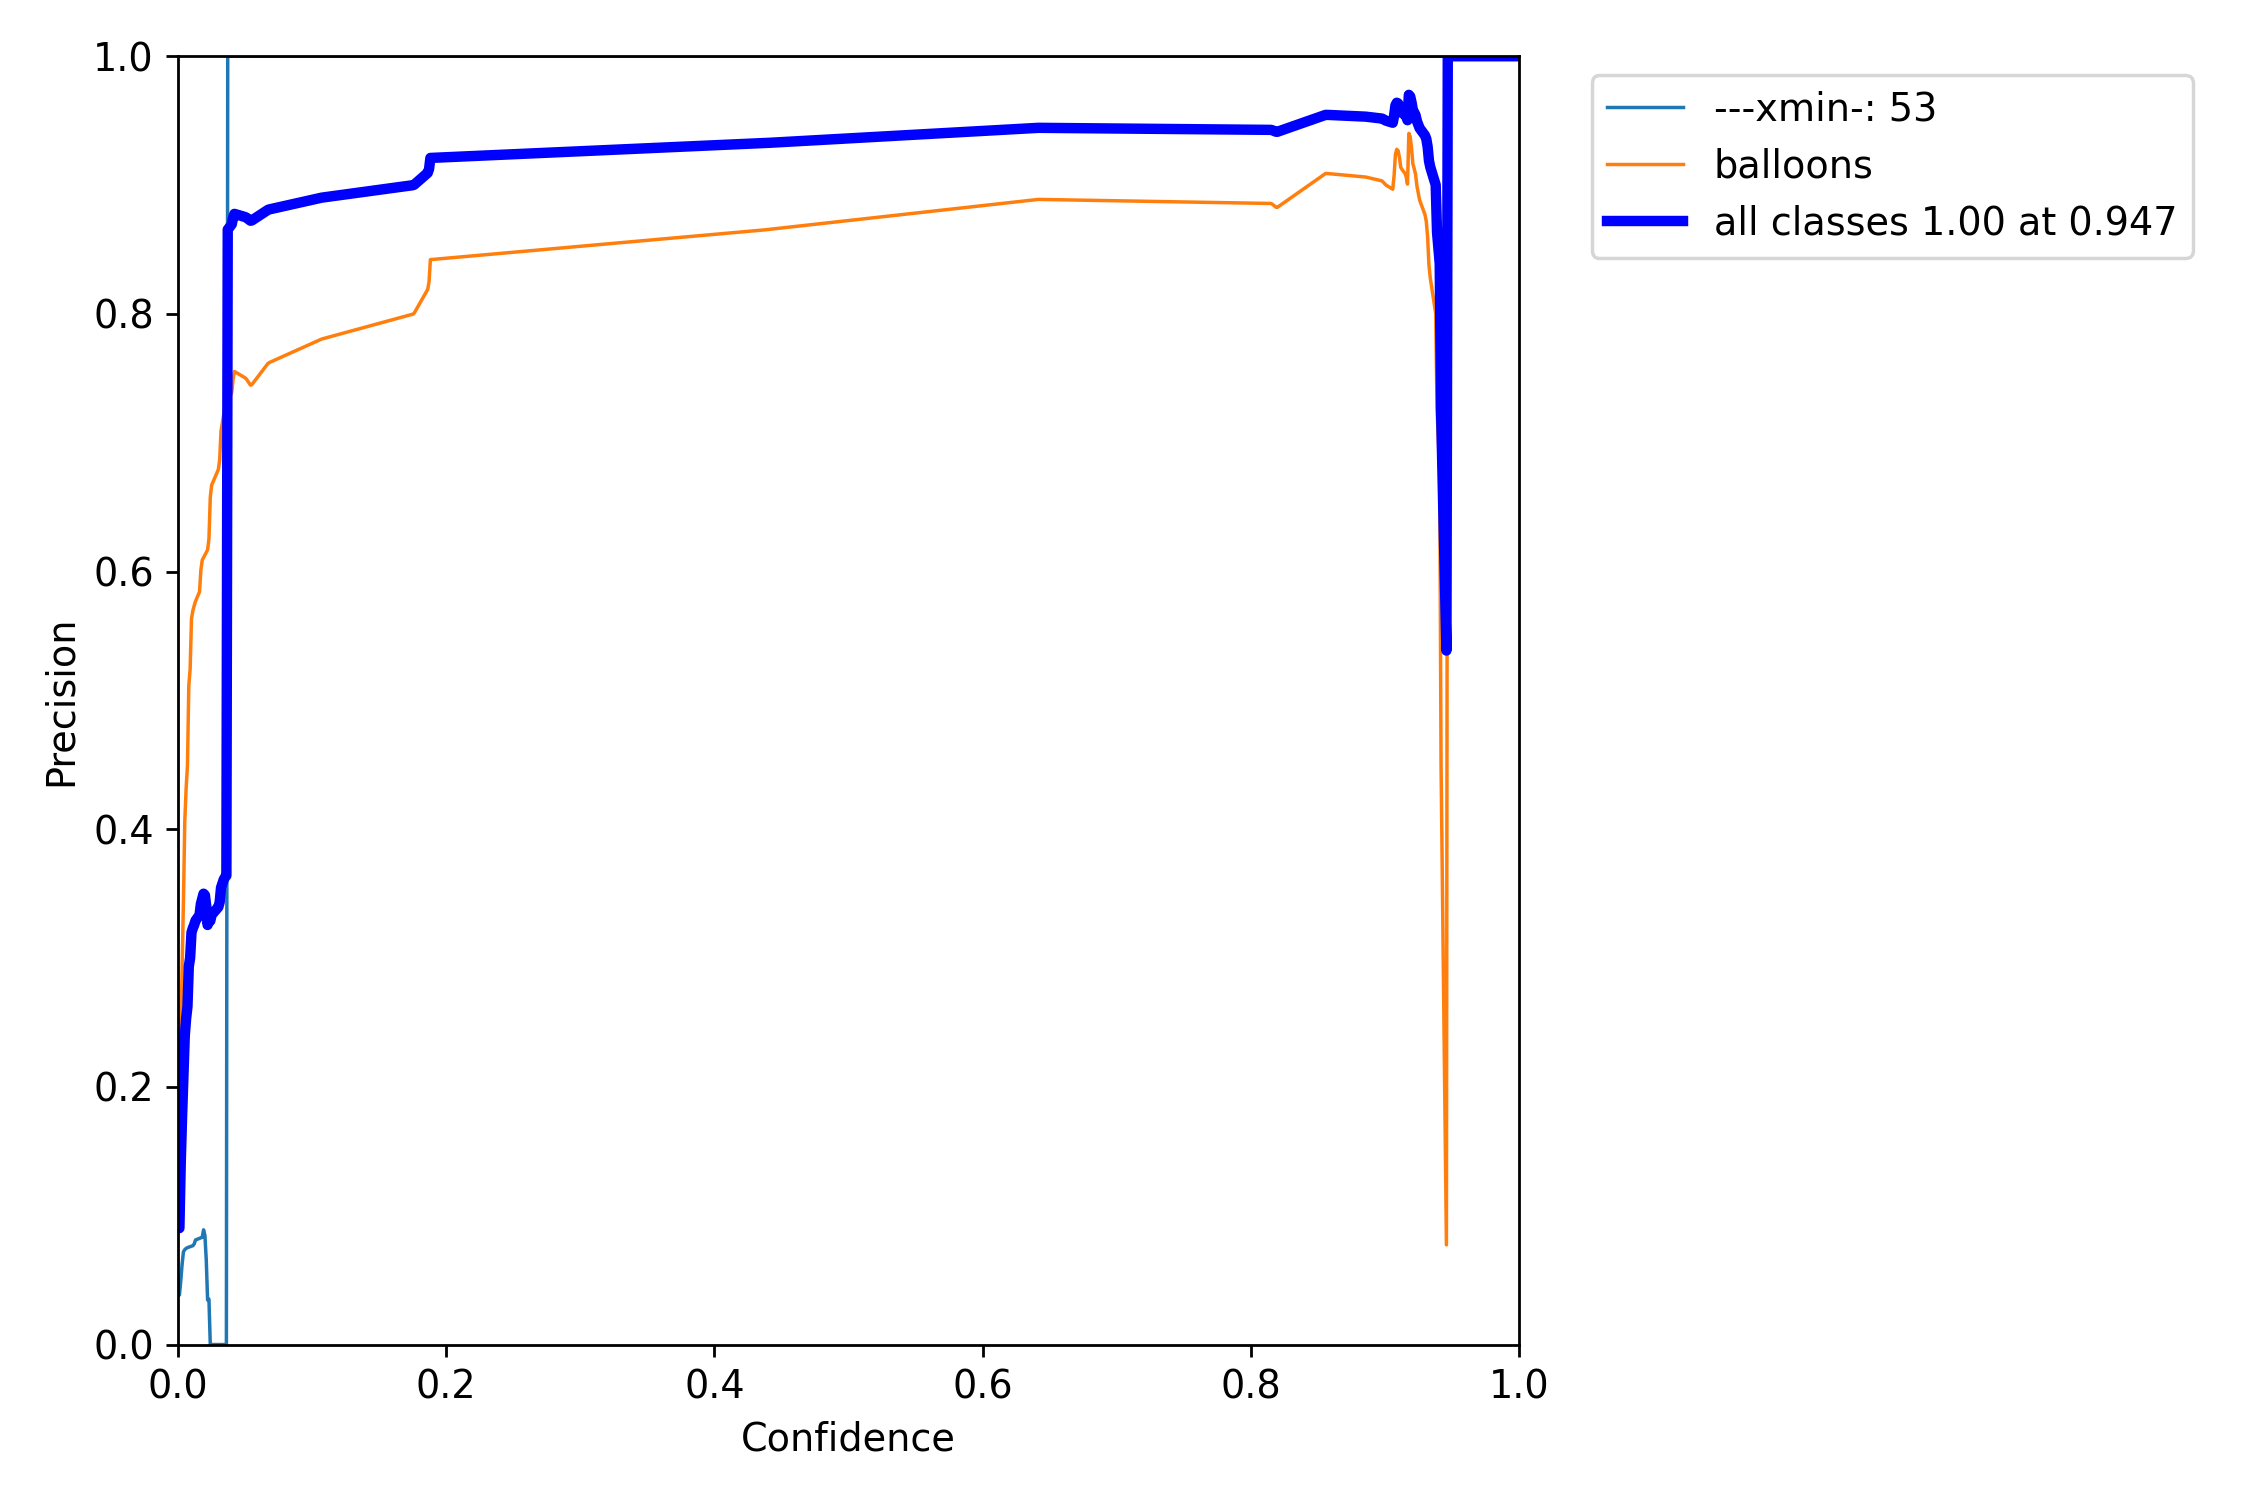 1.0
0.8
0.6
0.4
0.2
0.0
Precision
0.0 0.2 0.4 0.6 0.8 1.0
Confidence
---xmin-: 53
balloons
all classes 1.00 at 0.947